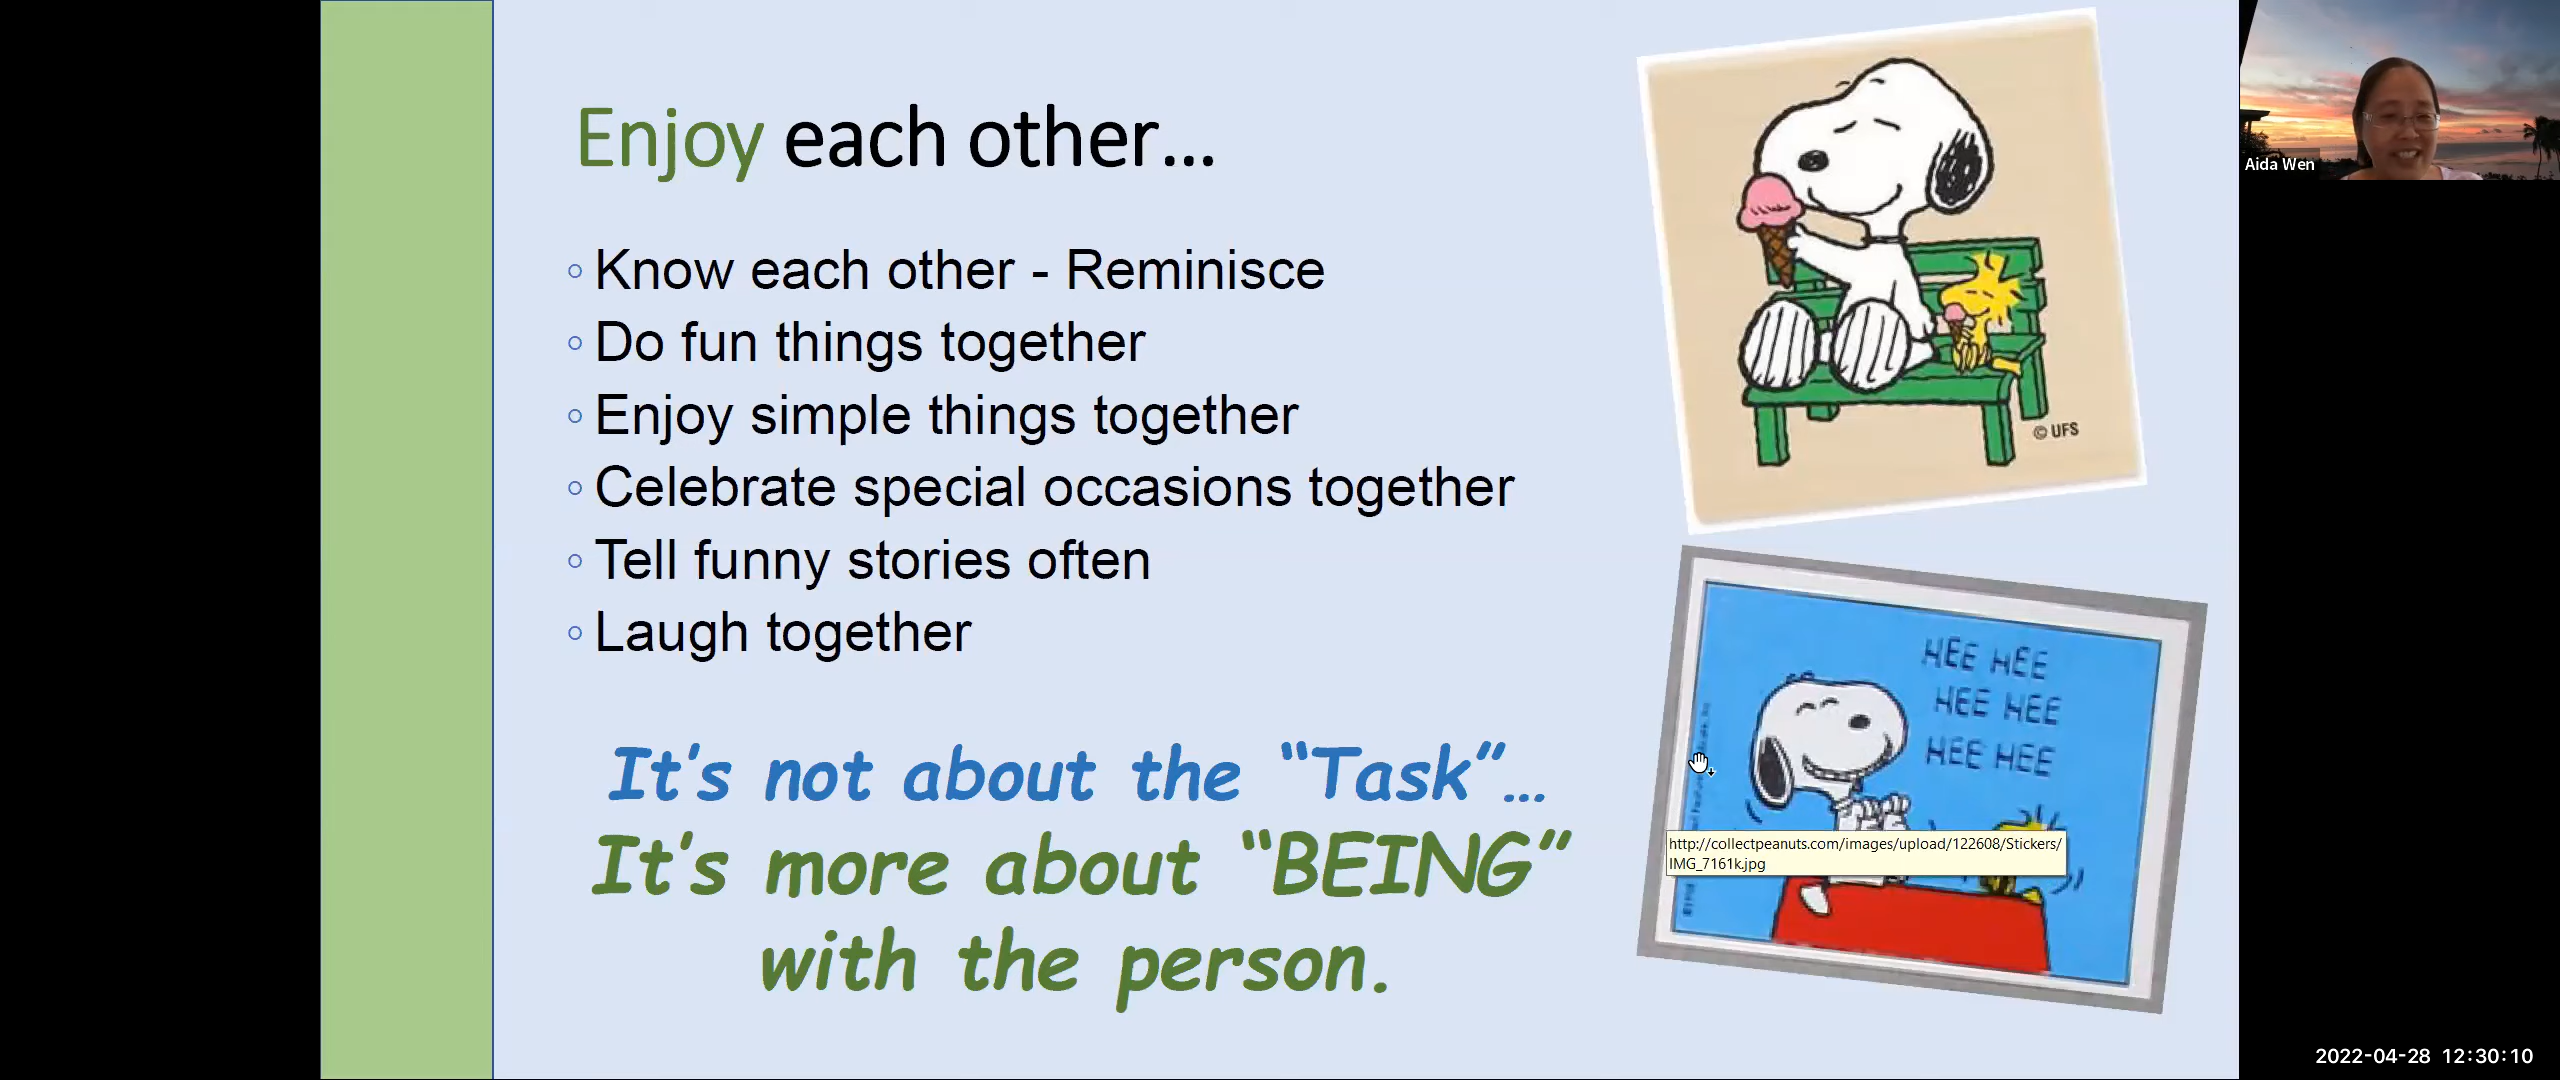 Enjoy each other...
Know each other - Reminisce
Do fun things together
Enjoy simple things together
Celebrate special occasions together
Tell funny stories often
Laugh together
It's not about the “Task”...
It's more about “BEING”
with the person.
© UFS
HEE HEE
HEE HEE
HEE HEE
http://collectpeanuts.com/images/upload/122608/Stickers/
IMG_7161k.jpg
Aida Wen
2022-04-28 12:30:10